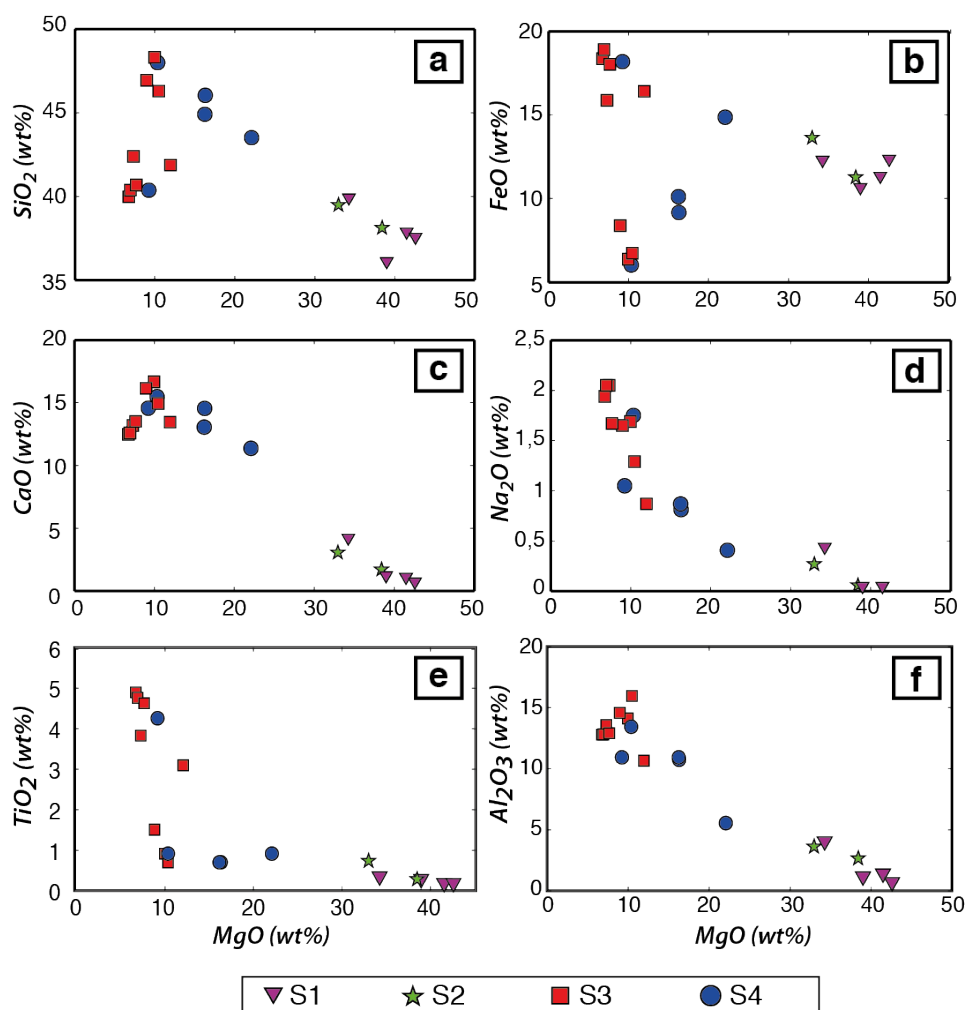 a
50
45
40
35
SiO2 (wt%)
10 20 30 40 50
b
20
15
10
5
FeO (wt%)
0 10 20 30 40 50
c
20
15
10
5
0
CaO (wt%)
0 10 20 30 40 50
d
2,5
2
1,5
1
0,5
0
Na2O (wt%)
0 10 20 30 40 50
e
6
5
4
3
2
1
0
TiO2 (wt%)
0 10 20 30 40
MgO (wt%)
f
20
15
10
5
0
Al2O3 (wt%)
0 10 20 30 40 50
MgO (wt%)
S1 S2 S3 S4